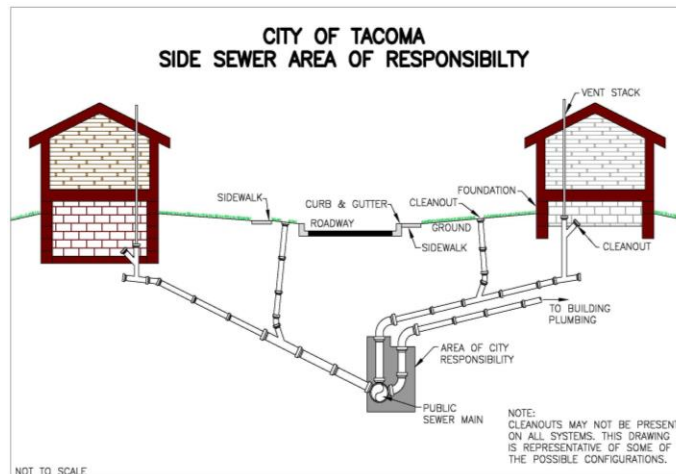 CITY OF TACOMA
SIDE SEWER AREA OF RESPONSIBILTY
VENT STACK
SIDEWALK
CURB & GUTTER
CLEANOUT
FOUNDATION
ROADWAY
GROUND
SIDEWALK
CLEANOUT
TO BUILDING
PLUMBING
AREA OF CITY
RESPONSIBILITY
PUBLIC
SEWER MAIN
NOTE:
CLEANOUTS MAY NOT BE PRESENT
ON ALL SYSTEMS. THIS DRAWING
IS REPRESENTATIVE OF SOME OF
THE POSSIBLE CONFIGURATIONS.
NOT TO SCALE